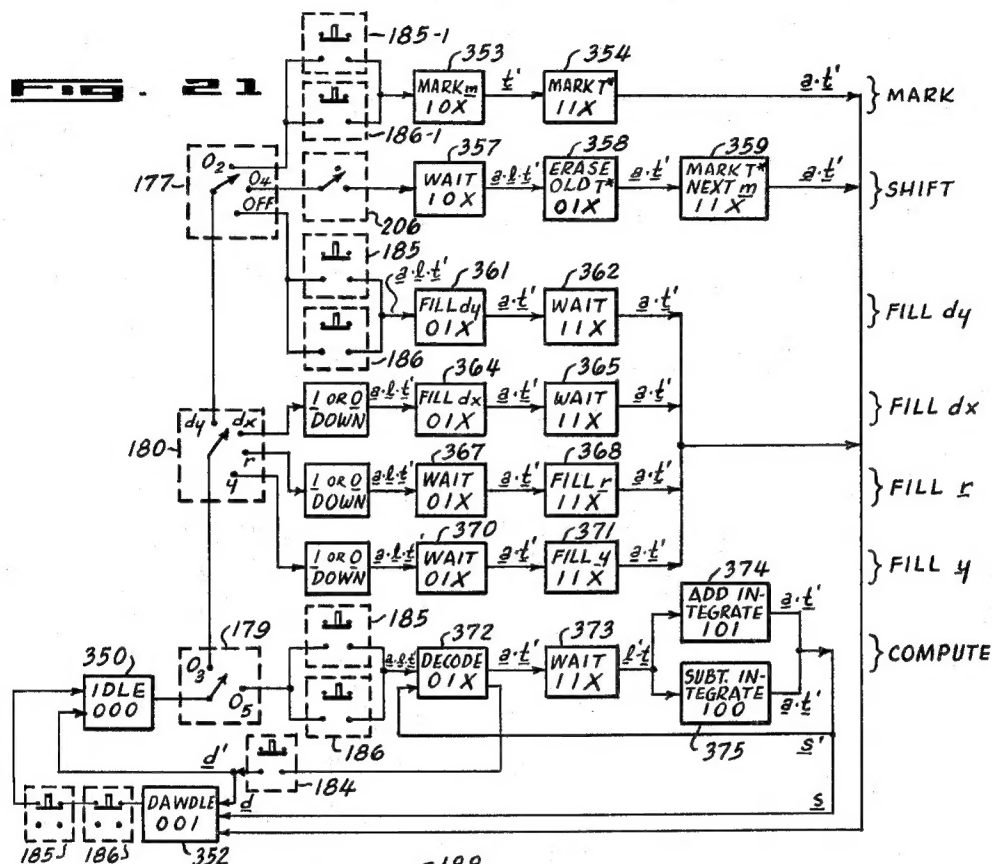 FIG. 21
185-1
353
354
MARK m
10X
t'
MARK T*
11X
a·t'
} MARK
186-1
177
O2
O4
OFF
357
358
359
WAIT
10X
a·l·t'
ERASE
OLD T*
01X
a·t'
MARK T*
NEXT m
11X
a·t'
} SHIFT
206
185
a·l·t'
361
362
FILL dy
01X
a·t'
WAIT
11X
a·t'
} FILL dy
186
364
365
180
dy
dx
r
y
1 OR 0
DOWN
a·l·t'
FILL dx
01X
a·t'
WAIT
11X
a·t'
} FILL dx
367
368
1 OR 0
DOWN
a·l·t'
WAIT
01X
a·t'
FILL r
11X
a·t'
} FILL r
370
371
1 OR 0
DOWN
a·l·t'
WAIT
01X
a·t'
FILL y
11X
a·t'
} FILL y
374
ADD IN-
TEGRATE
101
a·t'
350
IDLE
000
179
O3
O5
185
186
a·l·t'
372
DECODE
01X
a·t'
373
WAIT
11X
l'·t'
} COMPUTE
SUBT. IN-
TEGRATE
100
a·t'
375
s'
d'
184
d
s
DAWDLE
001
185
186
352
188